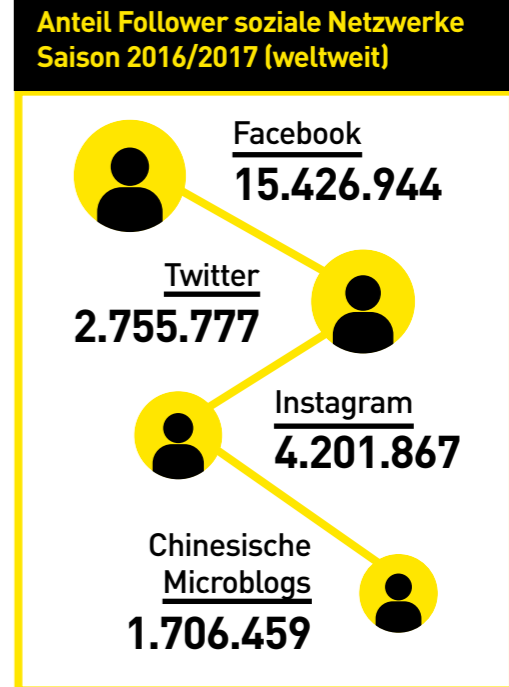 Anteil Follower soziale Netzwerke
Saison 2016/2017 (weltweit)
Facebook
15.426.944
Twitter
2.755.777
Instagram
4.201.867
Chinesische
Microblogs
1.706.459